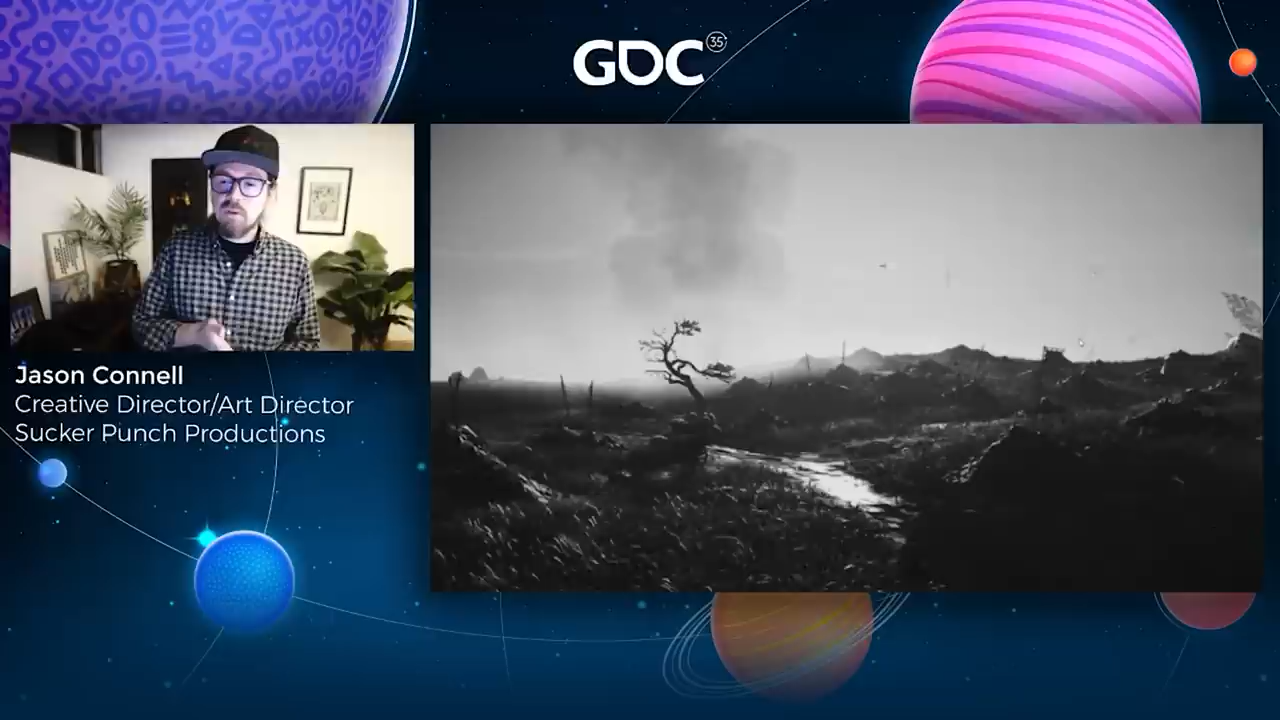 GDC 35
Jason Connell
Creative Director/Art Director
Sucker Punch Productions